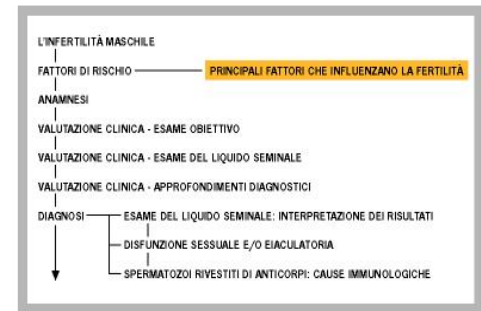 L'INFERTILITÀ MASCHILE
FATTORI DI RISCHIO PRINCIPALI FATTORI CHE INFLUENZANO LA FERTILITÀ
ANAMNESI
VALUTAZIONE CLINICA - ESAME OBIETTIVO
VALUTAZIONE CLINICA - ESAME DEL LIQUIDO SEMINALE
VALUTAZIONE CLINICA - APPROFONDIMENTI DIAGNOSTICI
DIAGNOSI ESAME DEL LIQUIDO SEMINALE: INTERPRETAZIONE DEI RISULTATI
DISFUNZIONE SESSUALE E/O EIACULATORIA
SPERMATOZOI RIVESTITI DI ANTICORPI: CAUSE IMMUNOLOGICHE